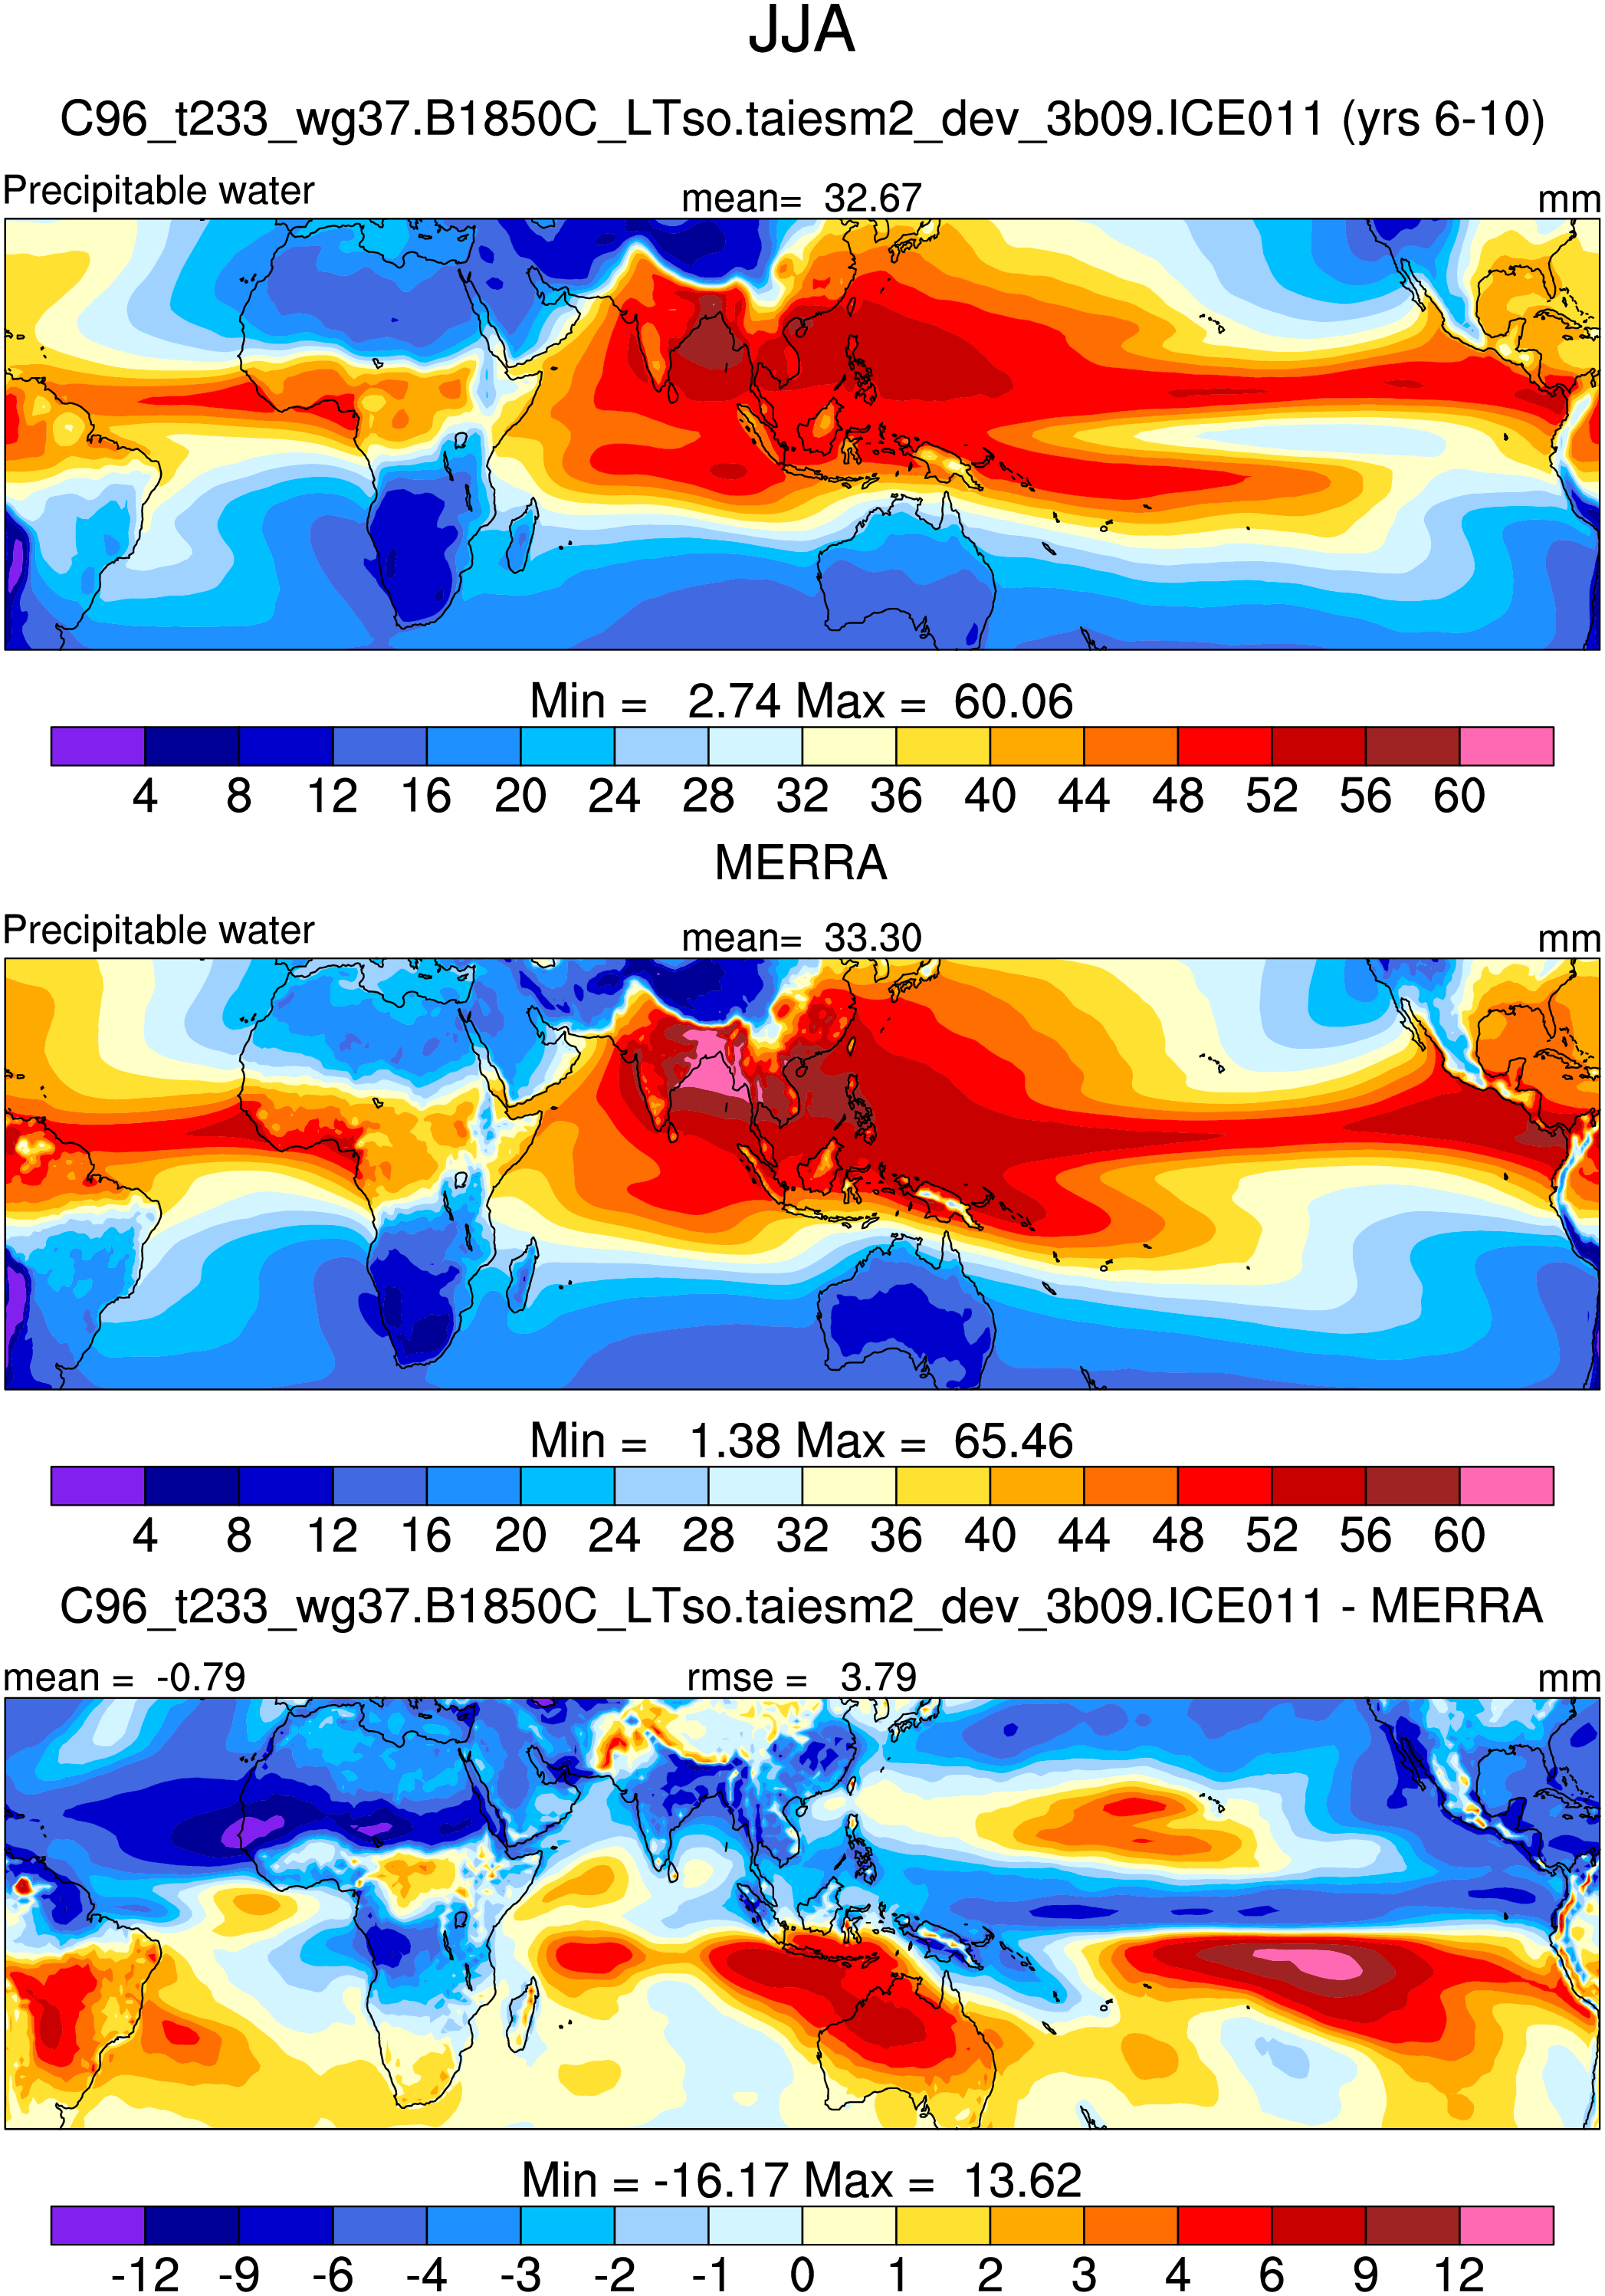 JJA
C96_t233_wg37.B1850C_LTso.taiesm2_dev_3b09.ICE011 (yrs 6-10)
Precipitable water mean= 32.67 mm
Min = 2.74 Max = 60.06
4 8 12 16 20 24 28 32 36 40 44 48 52 56 60
MERRA
Precipitable water mean= 33.30 mm
Min = 1.38 Max = 65.46
4 8 12 16 20 24 28 32 36 40 44 48 52 56 60
C96_t233_wg37.B1850C_LTso.taiesm2_dev_3b09.ICE011 - MERRA
mean = -0.79 rmse = 3.79 mm
Min = -16.17 Max = 13.62
-12 -9 -6 -4 -3 -2 -1 0 1 2 3 4 6 9 12